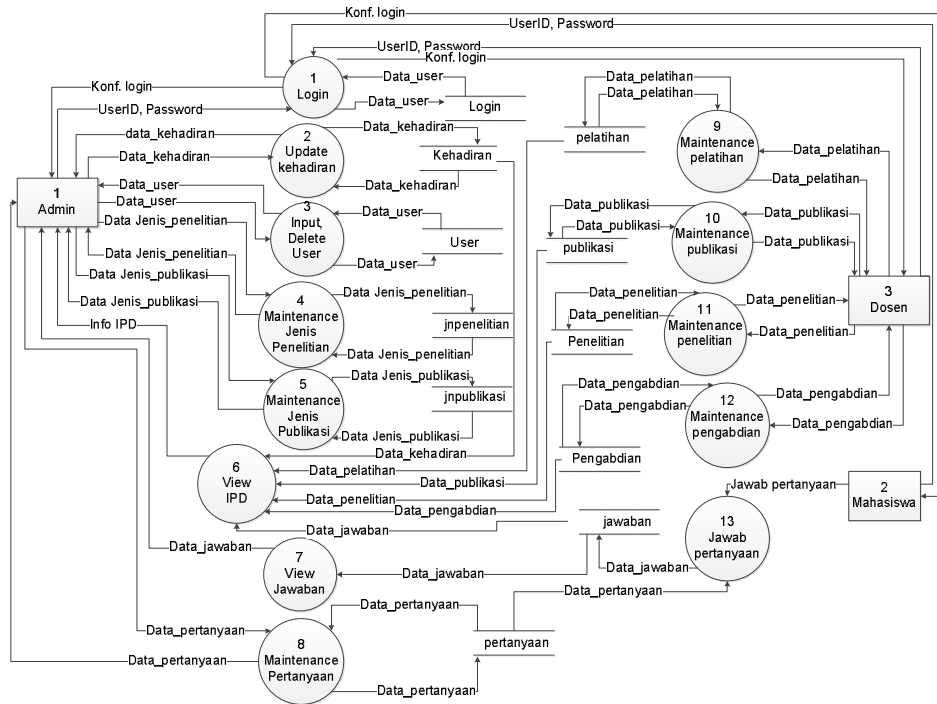 Konf. login
UserID, Password
UserID, Password
Konf. login
1
Login
Data_user
Data_user
Login
Konf. login
UserID, Password
data_kehadiran
Data_kehadiran
2
Update
kehadiran
Data_kehadiran
Kehadiran
Data_kehadiran
Data_pelatihan
Data_pelatihan
pelatihan
9
Maintenance
pelatihan
Data_pelatihan
Data_pelatihan
1
Admin
Data_user
Data_user
Data Jenis_penelitian
Data Jenis_penelitian
Data Jenis_publikasi
Data Jenis_publikasi
Info IPD
3
Input,
Delete
User
Data_user
User
Data_user
Data_publikasi
Data_publikasi
publikasi
10
Maintenance
publikasi
Data_publikasi
Data_publikasi
3
Dosen
4
Maintenance
Jenis
Penelitian
Data Jenis_penelitian
jnpenelitian
Data Jenis_penelitian
Data_penelitian
Data_penelitian
Penelitian
11
Maintenance
penelitian
Data_penelitian
Data_penelitian
5
Maintenance
Jenis
Publikasi
Data Jenis_publikasi
jnpublikasi
Data Jenis_publikasi
Data_pengabdian
Data_pengabdian
Pengabdian
12
Maintenance
pengabdian
Data_pengabdian
Data_pengabdian
6
View
IPD
Data_kehadiran
Data_pelatihan
Data_publikasi
Data_penelitian
Data_pengabdian
Data_jawaban
Jawab pertanyaan
2
Mahasiswa
jawaban
13
Jawab
pertanyaan
Data_jawaban
Data_jawaban
7
View
Jawaban
Data_jawaban
Data_pertanyaan
Data_pertanyaan
pertanyaan
Data_pertanyaan
Data_pertanyaan
8
Maintenance
Pertanyaan
Data_pertanyaan